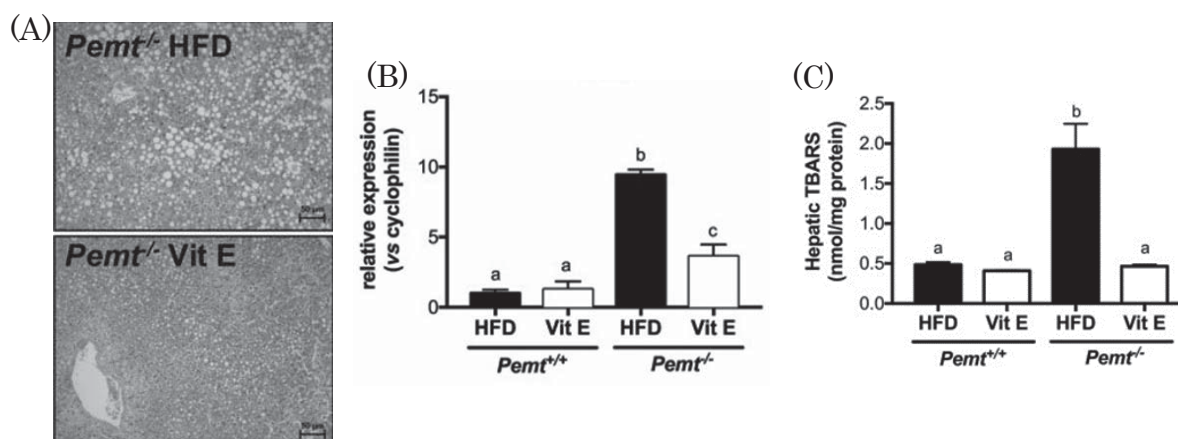 (A)
Pemt-/- HFD
50 µm
Pemt-/- Vit E
50 µm
(B)
relative expression
(vs cyclophilin)
15
10
5
0
a
a
b
c
HFD
Vit E
HFD
Vit E
Pemt+/+
Pemt-/-
(C)
Hepatic TBARS
(nmol/mg protein)
2.5
2.0
1.5
1.0
0.5
0.0
a
a
b
a
HFD
Vit E
HFD
Vit E
Pemt+/+
Pemt-/-